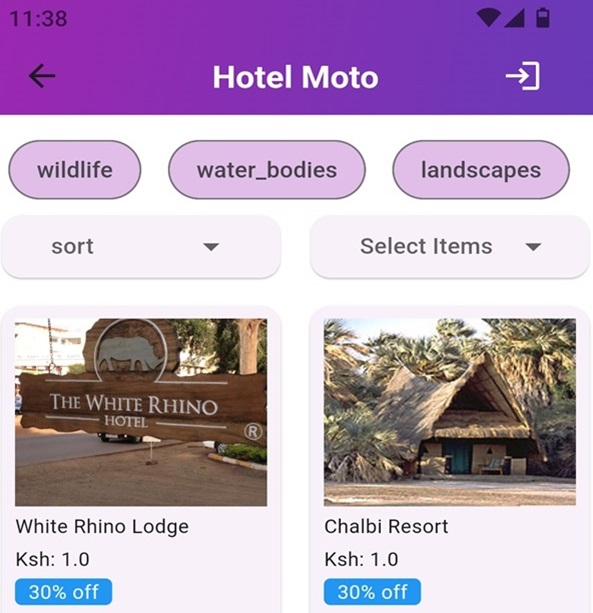 11:38
Hotel Moto
wildlife
water_bodies
landscapes
sort
Select Items
THE WHITE RHINO
HOTEL
®
White Rhino Lodge
Ksh: 1.0
30% off
Chalbi Resort
Ksh: 1.0
30% off